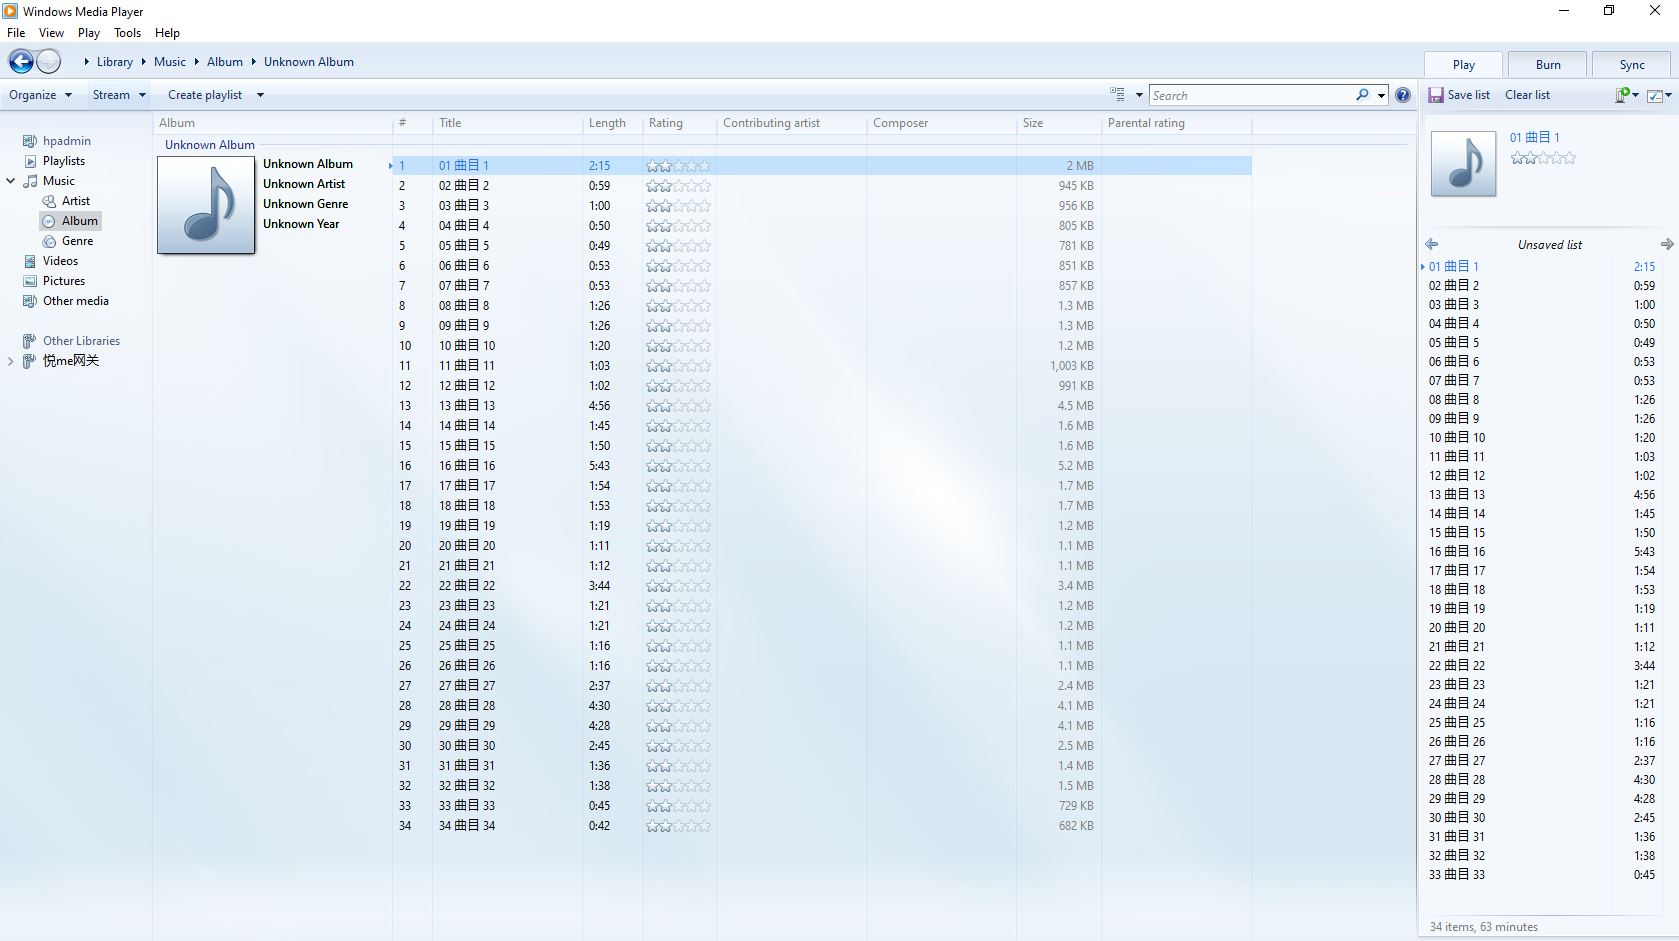 Windows Media Player
File View Play Tools Help
Library Music Album Unknown Album
Play Burn Sync
Organize Stream Create playlist
Search
Save list Clear list
hpadmin
Playlists
Music
Artist
Album
Genre
Videos
Pictures
Other media
Other Libraries
悦me网关
Album # Title Length Rating Contributing artist Composer Size Parental rating
Unknown Album
Unknown Album
Unknown Artist
Unknown Genre
Unknown Year
1 01 曲目 1 2:15 2 MB
2 02 曲目 2 0:59 945 KB
3 03 曲目 3 1:00 956 KB
4 04 曲目 4 0:50 805 KB
5 05 曲目 5 0:49 781 KB
6 06 曲目 6 0:53 851 KB
7 07 曲目 7 0:53 857 KB
8 08 曲目 8 1:26 1.3 MB
9 09 曲目 9 1:26 1.3 MB
10 10 曲目 10 1:20 1.2 MB
11 11 曲目 11 1:03 1,003 KB
12 12 曲目 12 1:02 991 KB
13 13 曲目 13 4:56 4.5 MB
14 14 曲目 14 1:45 1.6 MB
15 15 曲目 15 1:50 1.6 MB
16 16 曲目 16 5:43 5.2 MB
17 17 曲目 17 1:54 1.7 MB
18 18 曲目 18 1:53 1.7 MB
19 19 曲目 19 1:19 1.2 MB
20 20 曲目 20 1:11 1.1 MB
21 21 曲目 21 1:12 1.1 MB
22 22 曲目 22 3:44 3.4 MB
23 23 曲目 23 1:21 1.2 MB
24 24 曲目 24 1:21 1.2 MB
25 25 曲目 25 1:16 1.1 MB
26 26 曲目 26 1:16 1.1 MB
27 27 曲目 27 2:37 2.4 MB
28 28 曲目 28 4:30 4.1 MB
29 29 曲目 29 4:28 4.1 MB
30 30 曲目 30 2:45 2.5 MB
31 31 曲目 31 1:36 1.4 MB
32 32 曲目 32 1:38 1.5 MB
33 33 曲目 33 0:45 729 KB
34 34 曲目 34 0:42 682 KB
01 曲目 1
Unsaved list
01 曲目 1 2:15
02 曲目 2 0:59
03 曲目 3 1:00
04 曲目 4 0:50
05 曲目 5 0:49
06 曲目 6 0:53
07 曲目 7 0:53
08 曲目 8 1:26
09 曲目 9 1:26
10 曲目 10 1:20
11 曲目 11 1:03
12 曲目 12 1:02
13 曲目 13 4:56
14 曲目 14 1:45
15 曲目 15 1:50
16 曲目 16 5:43
17 曲目 17 1:54
18 曲目 18 1:53
19 曲目 19 1:19
20 曲目 20 1:11
21 曲目 21 1:12
22 曲目 22 3:44
23 曲目 23 1:21
24 曲目 24 1:21
25 曲目 25 1:16
26 曲目 26 1:16
27 曲目 27 2:37
28 曲目 28 4:30
29 曲目 29 4:28
30 曲目 30 2:45
31 曲目 31 1:36
32 曲目 32 1:38
33 曲目 33 0:45
34 items, 63 minutes